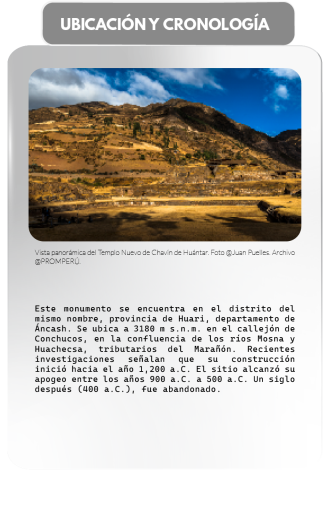 UBICACIÓN Y CRONOLOGÍA
Vista panorámica del Templo Nuevo de Chavín de Huántar. Foto @Juan Puelles. Archivo
@PROMPERÚ.
Este monumento se encuentra en el distrito del
mismo nombre, provincia de Huari, departamento de
Áncash. Se ubica a 3180 m s.n.m. en el callejón de
Conchucos, en la confluencia de los ríos Mosna y
Huachecsa, tributarios del Marañón. Recientes
investigaciones señalan que su construcción
inició hacia el año 1,200 a.C. El sitio alcanzó su
apogeo entre los años 900 a.C. a 500 a.C. Un siglo
después (400 a.C.), fue abandonado.